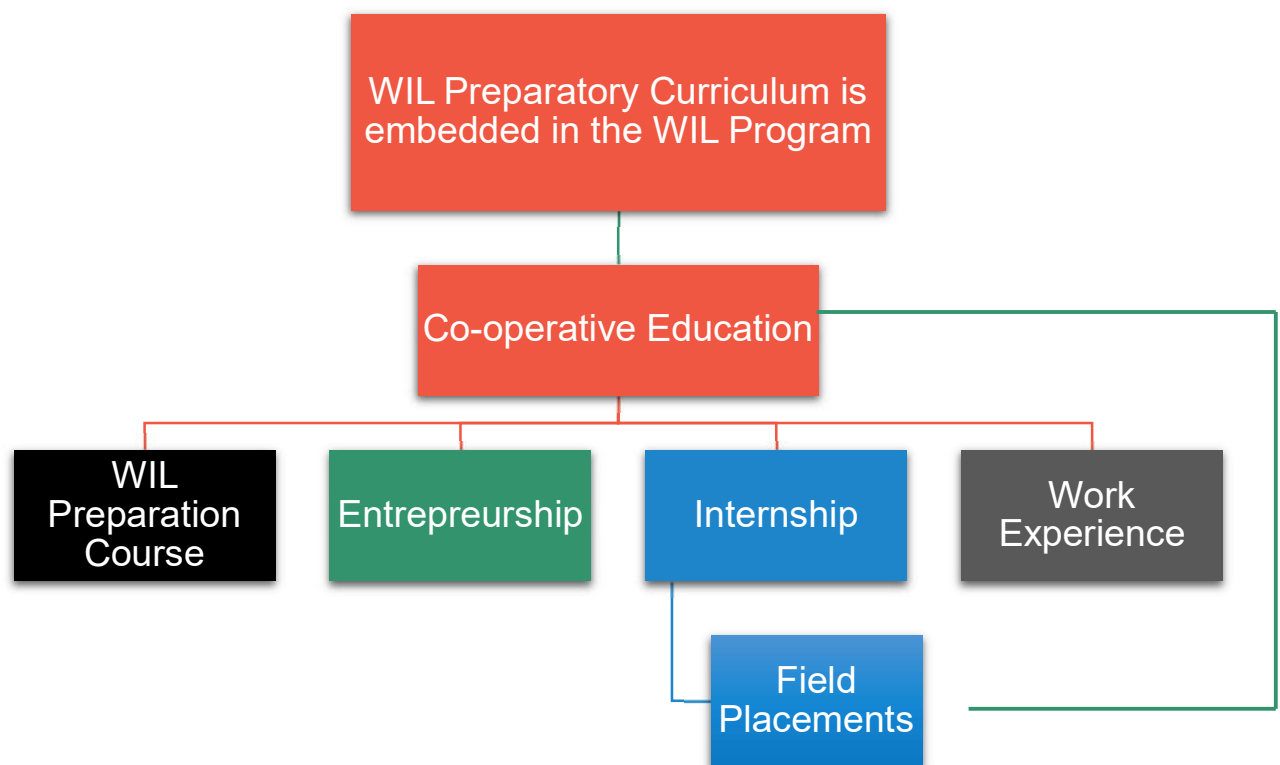 WIL Preparatory Curriculum is
embedded in the WIL Program
Co-operative Education
WIL
Preparation
Course
Entrepreurship
Internship
Work
Experience
Field
Placements